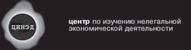 ЦИНЭД
центр по изучению нелегальной
экономической деятельности